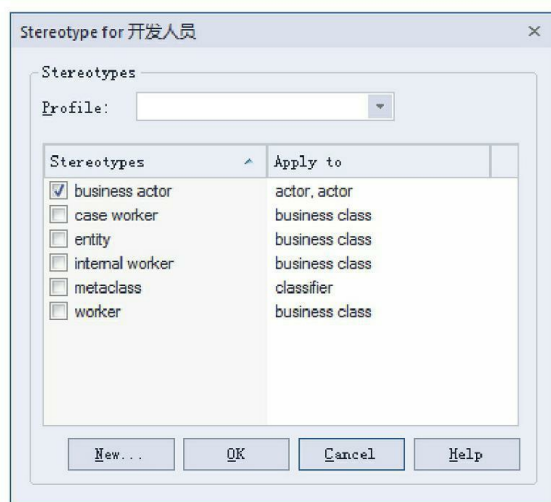 Stereotype for 开发人员
Stereotypes
Profile:
Stereotypes Apply to
business actor actor, actor
case worker business class
entity business class
internal worker business class
metaclass classifier
worker business class
New... OK Cancel Help